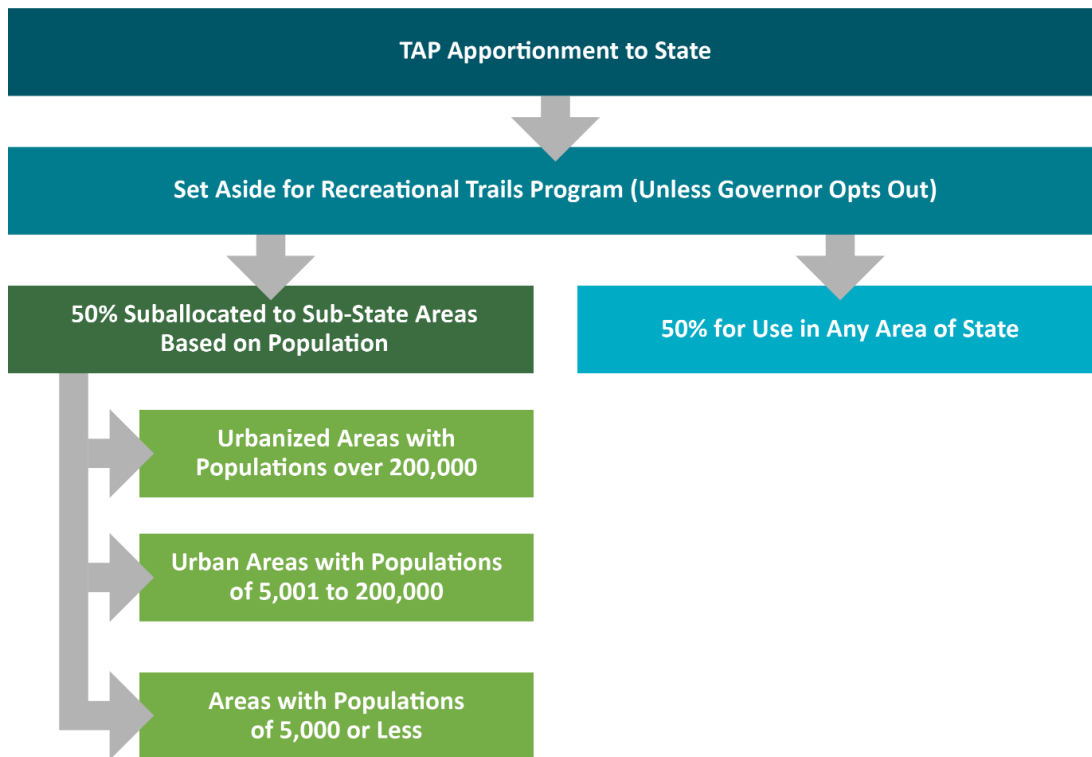 TAP Apportionment to State
Set Aside for Recreational Trails Program (Unless Governor Opts Out)
50% Suballocated to Sub-State Areas
Based on Population
50% for Use in Any Area of State
Urbanized Areas with
Populations over 200,000
Urban Areas with Populations
of 5,001 to 200,000
Areas with Populations
of 5,000 or Less